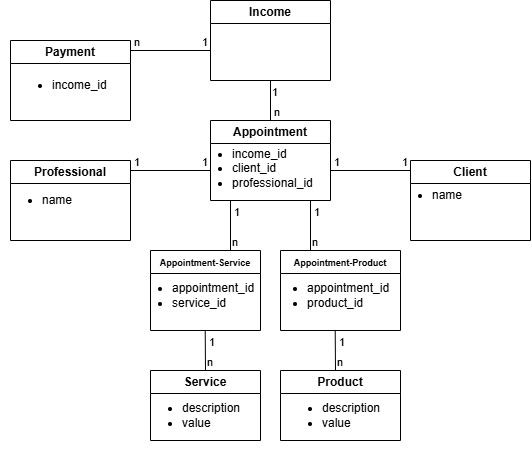 Income
n
1
Payment
income_id
1
n
Appointment
income_id
client_id
professional_id
Professional
name
1
1
1
1
Client
name
1
1
n
n
Appointment-Service
appointment_id
service_id
Appointment-Product
appointment_id
product_id
1
1
n
n
Service
description
value
Product
description
value